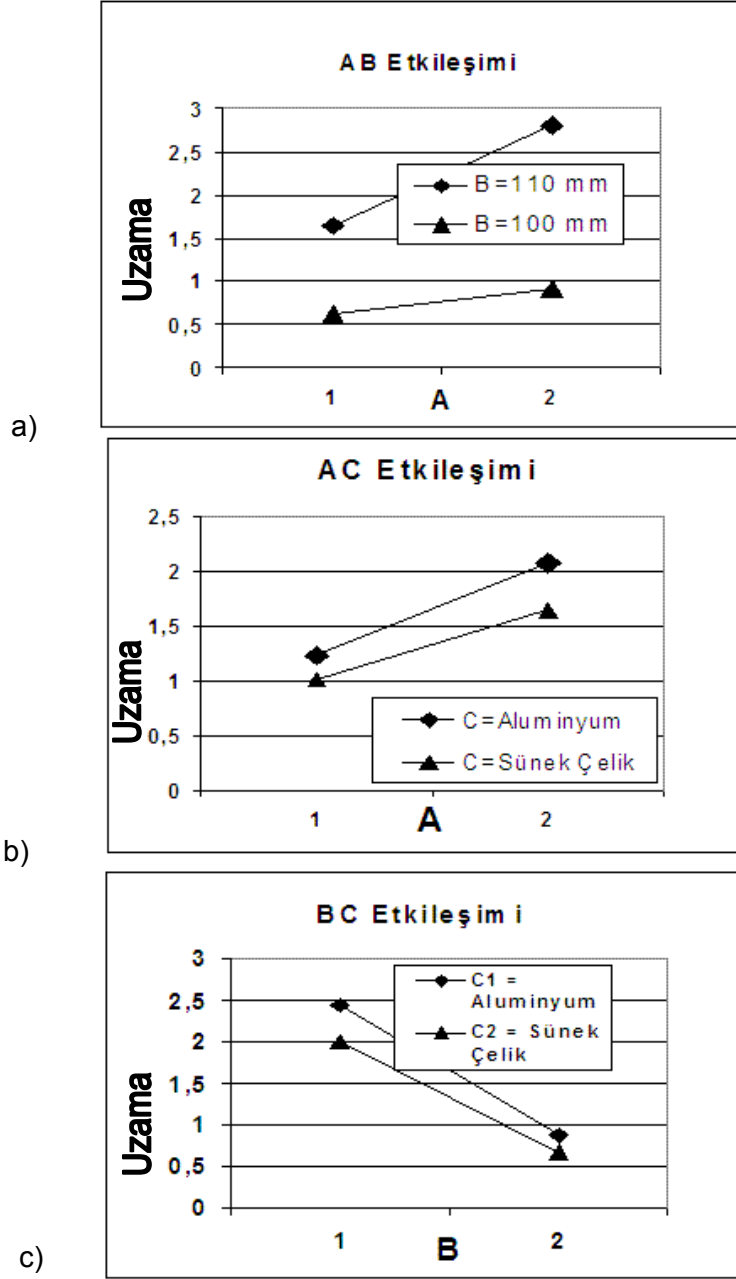 AB Etkileşimi
3
2,5
2
1,5
1
0,5
0
Uzama
B=110 mm
B=100 mm
1
A
2
a)
AC Etkileşimi
2,5
2
1,5
1
0,5
0
Uzama
C=Aluminyum
C=Sünek Çelik
1
A
2
b)
BC Etkileşimi
3
2,5
2
1,5
1
0,5
0
Uzama
C1 =
Aluminyum
C2 = Sünek
Çelik
1
B
2
c)